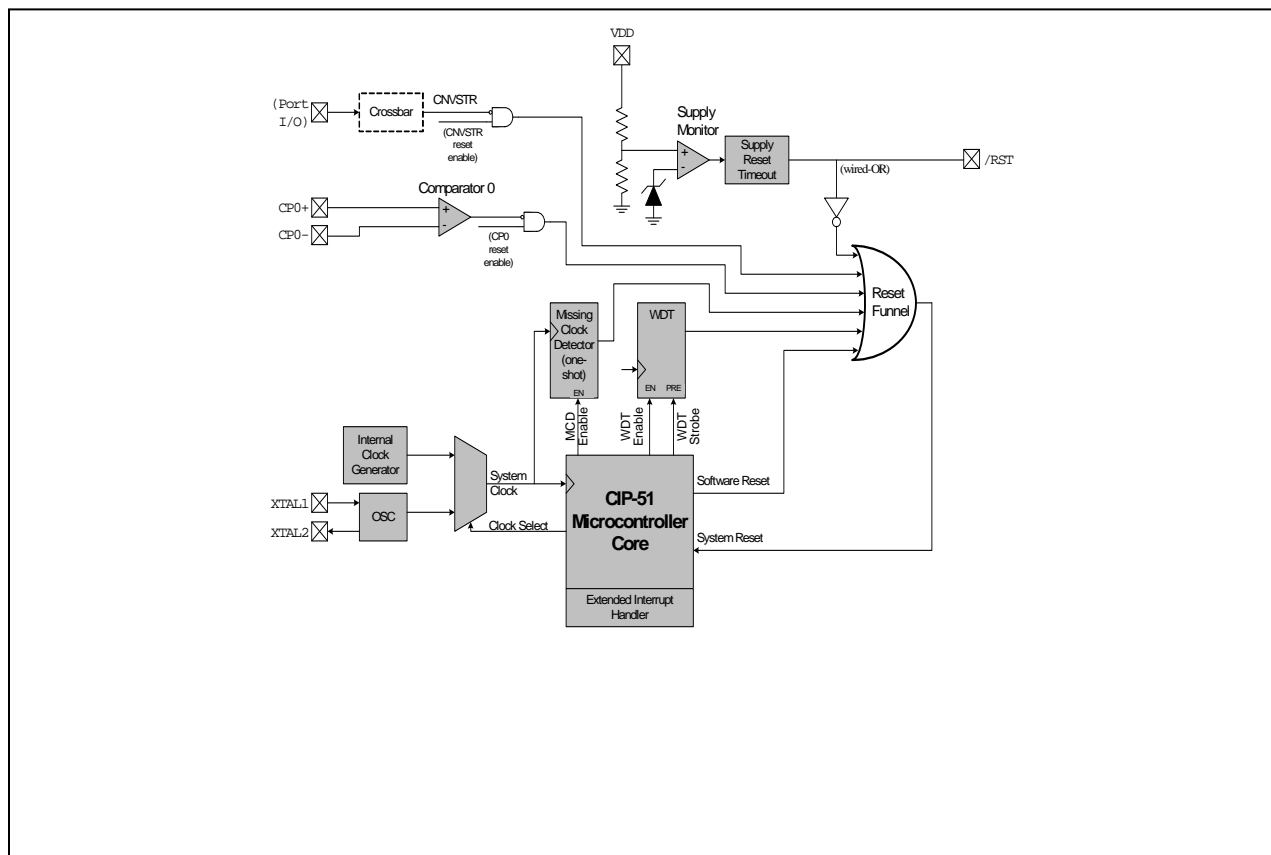 VDD
(Port
I/O)
Crossbar
CNVSTR
(CNVSTR
reset
enable)
Supply
Monitor
+
-
Supply
Reset
Timeout
(wired-OR)
/RST
Comparator 0
CP0+
CP0-
+
-
(CP0
reset
enable)
Reset
Funnel
Missing
Clock
Detector
(one-
shot)
EN
WDT
EN
PRE
MCD
Enable
WDT
Enable
WDT
Strobe
Internal
Clock
Generator
System
Clock
XTAL1
XTAL2
OSC
Clock Select
CIP-51
Microcontroller
Core
Software Reset
System Reset
Extended Interrupt
Handler